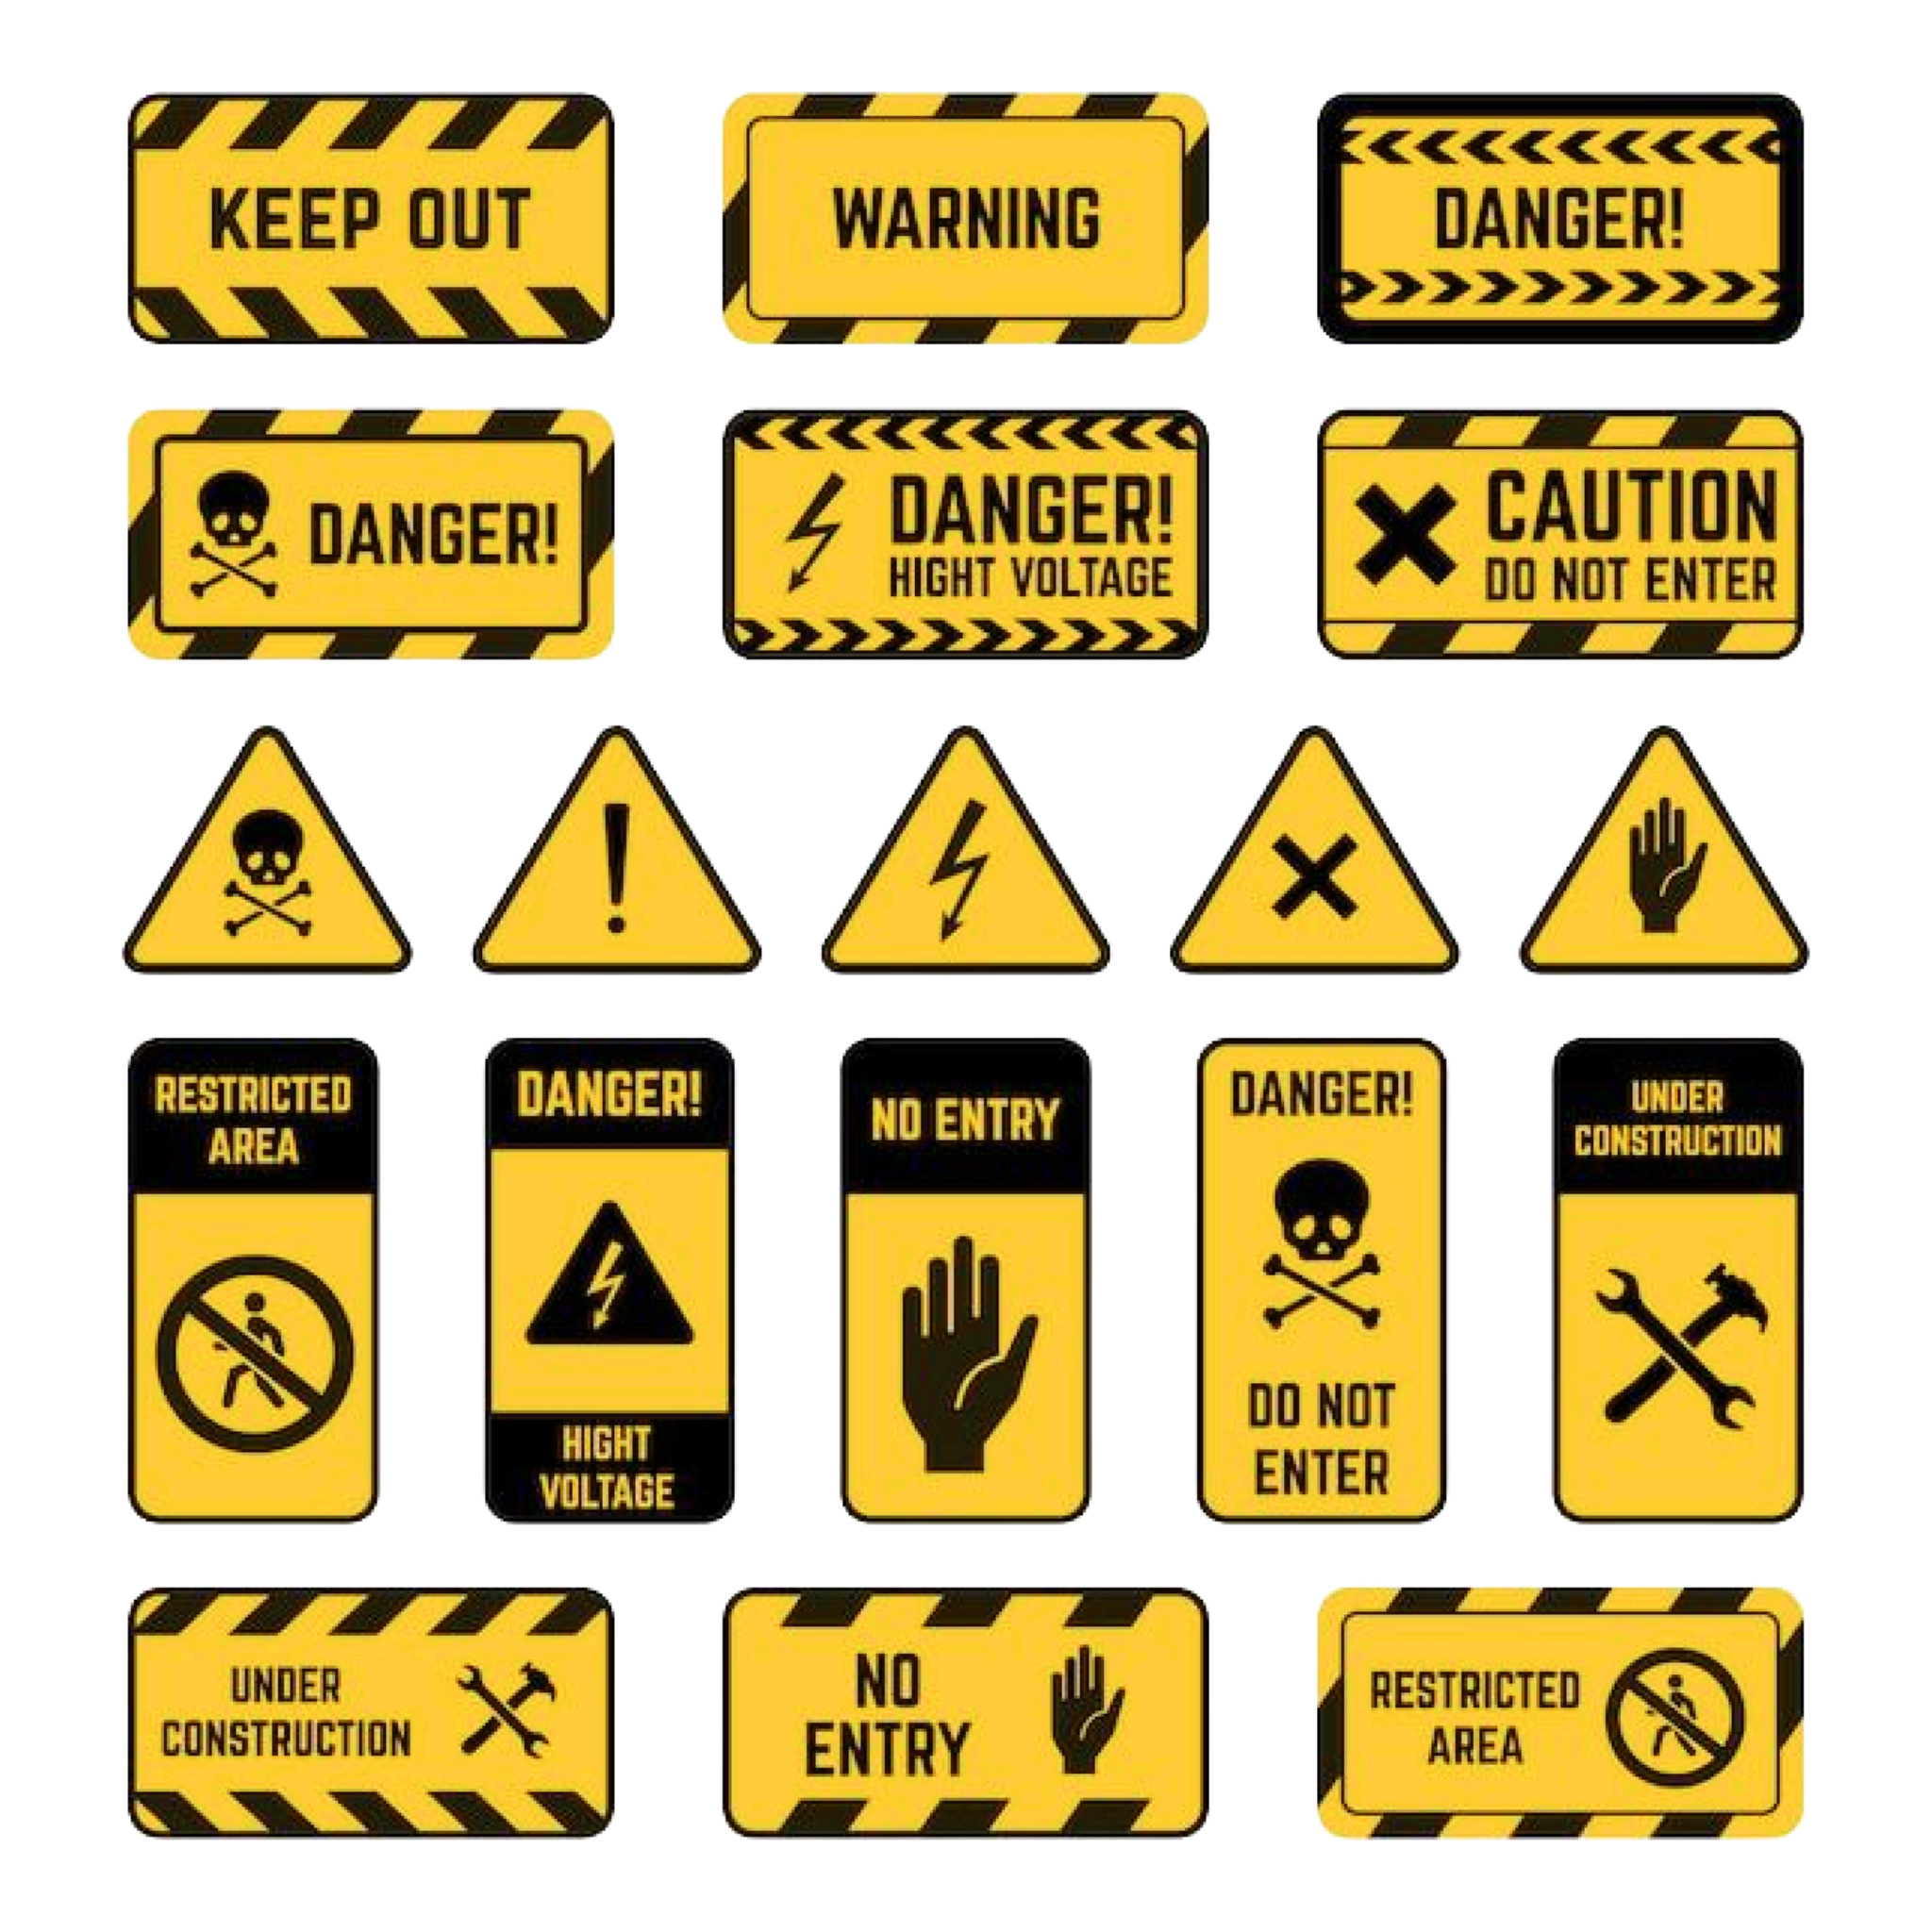 KEEP OUT
WARNING
DANGER!
DANGER!
DANGER!
HIGHT VOLTAGE
CAUTION
DO NOT ENTER
!
RESTRICTED
AREA
DANGER!
HIGHT
VOLTAGE
NO ENTRY
DANGER!
DO NOT
ENTER
UNDER
CONSTRUCTION
UNDER
CONSTRUCTION
NO
ENTRY
RESTRICTED
AREA